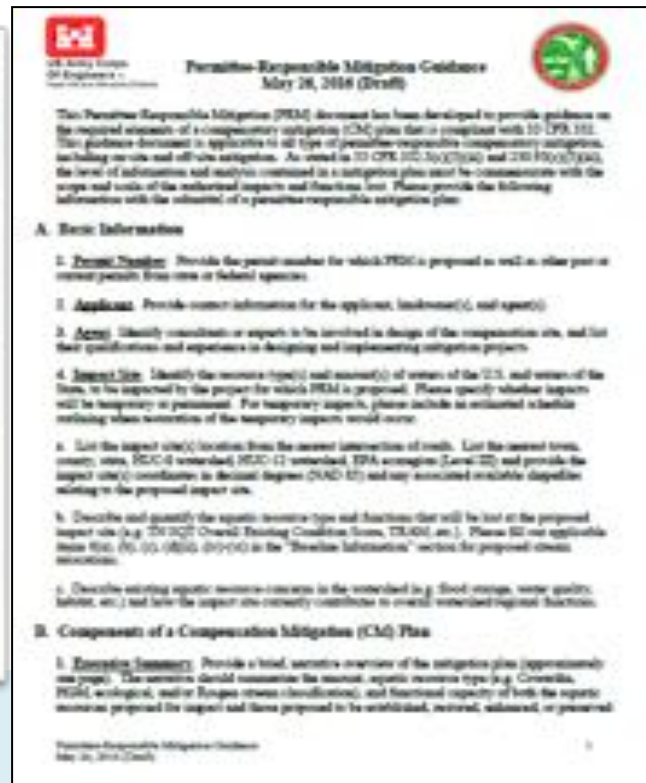 US Army Corps
Of Engineers
Permittee-Responsible Mitigation Guidance
May 26, 2016 (Draft)
This Permittee-Responsible Mitigation (PRM) document has been developed to provide guidance on
the required elements of a compensatory mitigation (CM) plan that is compliant with 33 CFR 332.
This guidance document is applicable to all type of permittee-responsible compensatory mitigation,
including on-site and off-site mitigation. As stated in 33 CFR
the level of information and analysis contained in a mitigation plan must be commensurate with the
scope and scale of the authorized impacts and functions lost. Please provide the following
information with the submittal of a permittee-responsible mitigation plan:
A. Basic Information
1. Permit Number: Provide the permit number for which PRM is proposed as well as other past or
current permits from state or federal agencies.
2. Applicant: Provide contact information for the applicant, landowner(s), and agent(s).
3. Agent: Identify consultants or experts to be involved in design of the compensation site, and list
their qualifications and experience in designing and implementing mitigation projects.
4. Impact Site: Identify the resource type(s) and amount(s) of waters of the U.S. and waters of the
State, to be impacted by the project for which PRM is proposed. Please specify whether impacts
will be temporary or permanent. For temporary impacts, please include an estimated schedule
outlining when restoration of the temporary impacts would occur.
a. List the impact site(s) location from the nearest intersection of roads. List the nearest town,
county, state, HUC-8 watershed, HUC-12 watershed, EPA ecoregion (Level III) and provide the
impact site(s) coordinates in decimal degrees (NAD 83) and any associated available shapefiles
relating to the proposed impact site.
b. Describe and quantify the aquatic resource type and functions that will be lost at the proposed
impact site (e.g. TN SQT Overall Existing Condition Score, TRAM, etc.). Please fill out applicable
items in the "Baseline Information" section for proposed stream
c. Describe existing aquatic resource concerns in the watershed (e.g. flood storage, water quality,
habitat, etc.) and how the impact site currently contributes to overall watershed/regional functions.
B. Components of a Compensation Mitigation (CM) Plan
1. Executive Summary: Provide a brief, narrative overview of the mitigation plan (approximately
one page). The narrative should summarize the amount, aquatic resource type (e.g. Cowardin,
HGM, ecological, and/or Rosgen stream classification), and functional capacity of both the aquatic
resources proposed for impact and those proposed to be established, restored, enhanced, or preserved
Permittee-Responsible Mitigation Guidance
May 26, 2016 (Draft)
1